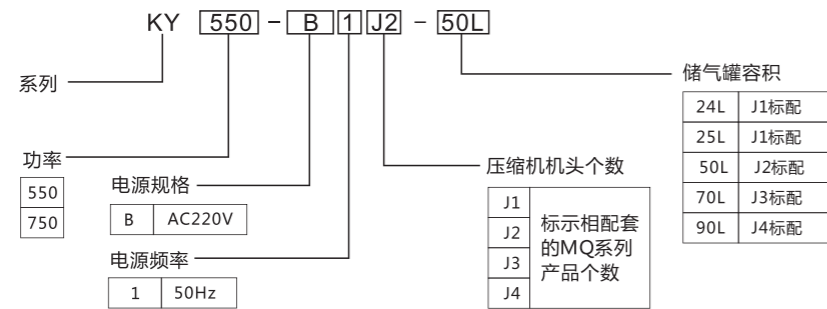 KY 550 - B 1 J2 - 50L
系列
储气罐容积
24L J1标配
25L J1标配
50L J2标配
70L J3标配
90L J4标配
功率
550
750
电源规格
B AC220V
电源频率
1 50Hz
压缩机机头个数
J1
J2
J3
J4
标示相配套
的MQ系列
产品个数